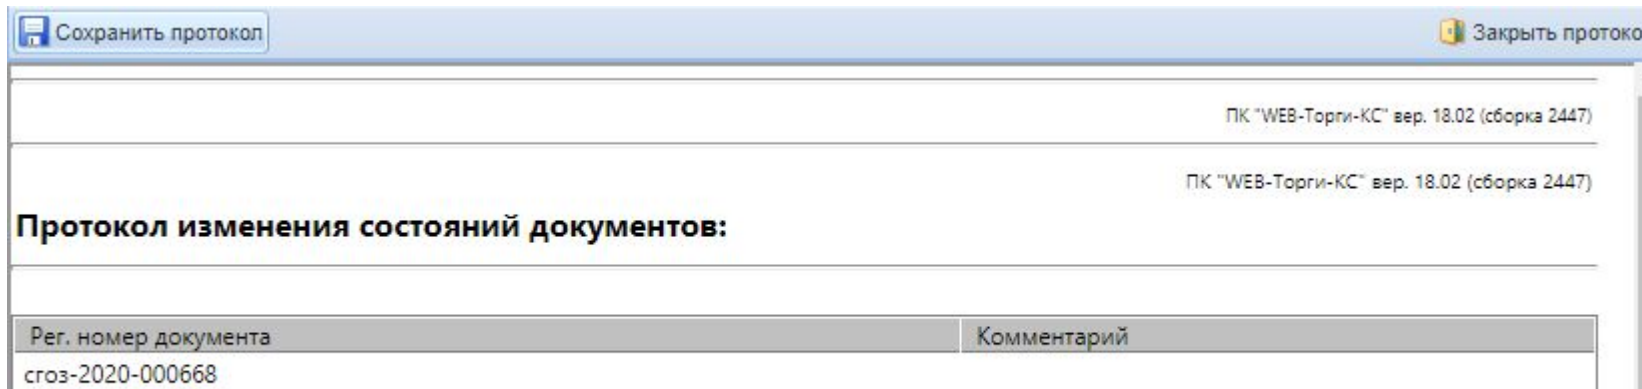 Сохранить протокол
Закрыть протоко
ПК "WEB-Торги-КС" вер. 18.02 (сборка 2447)
ПК "WEB-Торги-КС" вер. 18.02 (сборка 2447)
Протокол изменения состояний документов:
Рег. номер документа Комментарий
сгоз-2020-000668